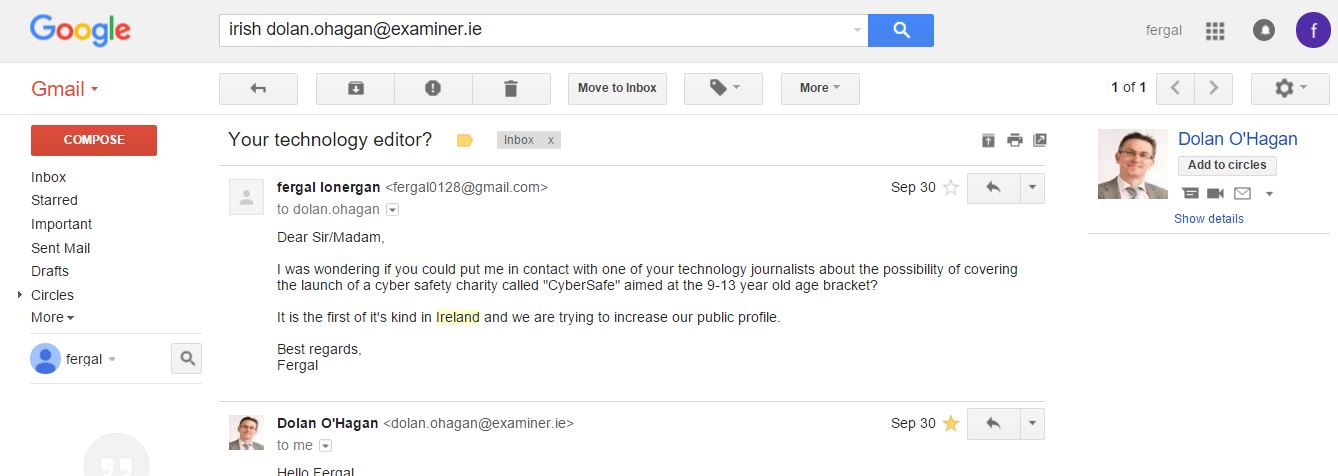 Google
irish dolan.ohagan@examiner.ie
fergal
f
Gmail
Move to Inbox
More
1 of 1
COMPOSE
Inbox
Starred
Important
Sent Mail
Drafts
Circles
More
fergal
Your technology editor?
Inbox x
fergal lonergan <fergal0128@gmail.com>
Sep 30
to dolan.ohagan
Dear Sir/Madam,
I was wondering if you could put me in contact with one of your technology journalists about the possibility of covering
the launch of a cyber safety charity called "CyberSafe" aimed at the 9-13 year old age bracket?
It is the first of it's kind in Ireland and we are trying to increase our public profile.
Best regards,
Fergal
Dolan O'Hagan <dolan.ohagan@examiner.ie>
Sep 30
to me
Hello Fergal
Dolan O'Hagan
Add to circles
Show details